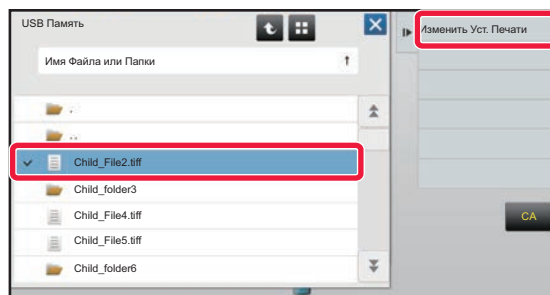 USB Память
Изменить Уст. Печати
Имя Файла или Папки
.
..
Child_File2.tiff
Child_folder3
Child_File4.tiff
Child_File5.tiff
Child_folder6
CA